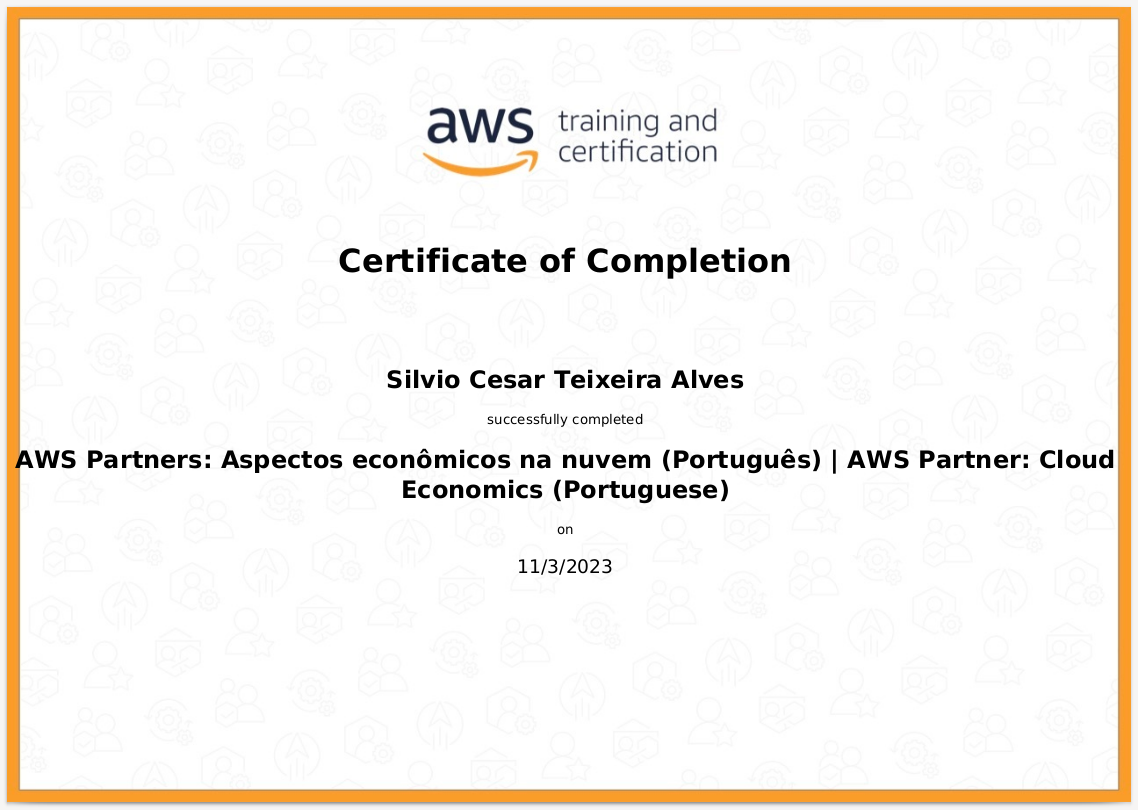 aws training and
certification
Certificate of Completion
Silvio Cesar Teixeira Alves
successfully completed
AWS Partners: Aspectos econômicos na nuvem (Português) | AWS Partner: Cloud
Economics (Portuguese)
on
11/3/2023